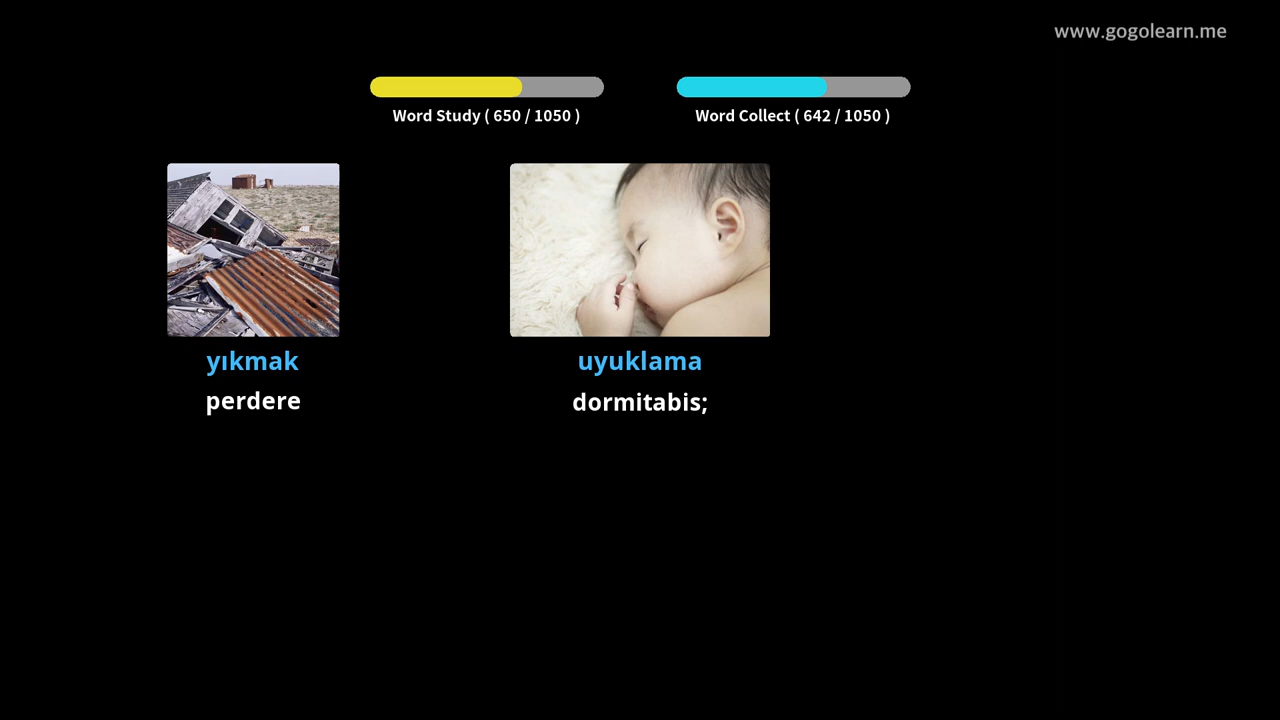 www.gogolearn.me
Word Study ( 650 / 1050 )
Word Collect ( 642 / 1050 )
yıkmak
perdere
uyuklama
dormitabis;